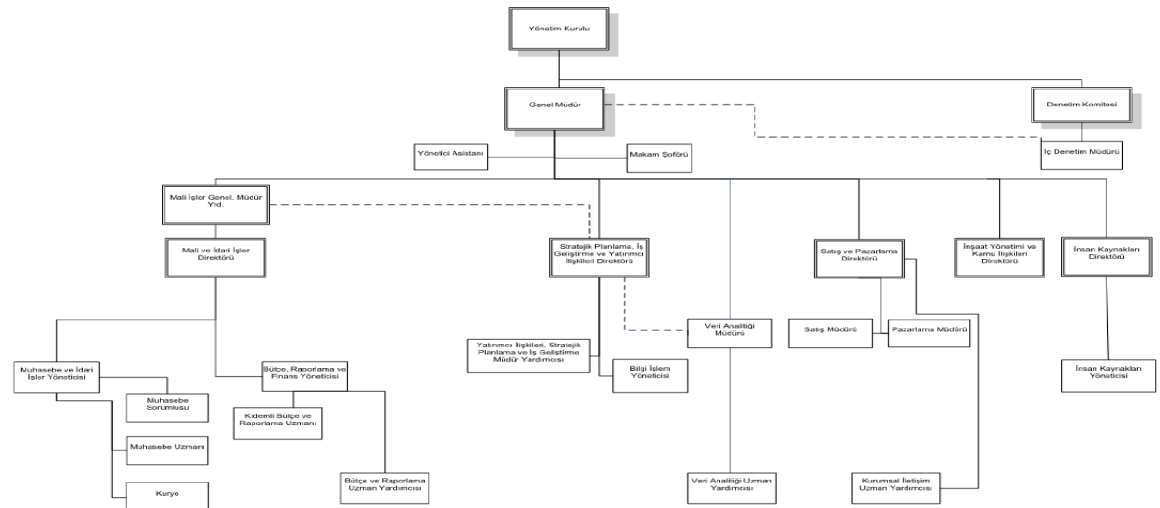 Yönetim Kurulu
Genel Müdür
Denetim Komitesi
Yönetici Asistanı
Makam Şoförü
İç Denetim Müdürü
Mali İşler Genel. Müdür
Yrd.
Mali ve İdari İşler
Direktörü
Stratejik Planlama, İş
Geliştirme ve Yatırımcı
İlişkileri Direktörü
Satış ve Pazarlama
Direktörü
İnşaat Yönetimi ve
Kamu İlişkileri
Direktörü
İnsan Kaynakları
Direktörü
Veri Analitiği
Müdürü
Satış Müdürü
Pazarlama Müdürü
Yatırımcı İlişkileri, Stratejik
Planlama ve İş Geliştirme
Müdür Yardımcısı
Bilgi İşlem
Yöneticisi
İnsan Kaynakları
Yöneticisi
Muhasebe ve İdari
İşler Yöneticisi
Bütçe, Raporlama ve
Finans Yöneticisi
Muhasebe
Sorumlusu
Kıdemli Bütçe ve
Raporlama Uzmanı
Muhasebe Uzmanı
Kurye
Bütçe ve Raporlama
Uzman Yardımcısı
Veri Analitiği Uzman
Yardımcısı
Kurumsal İletişim
Uzman Yardımcısı